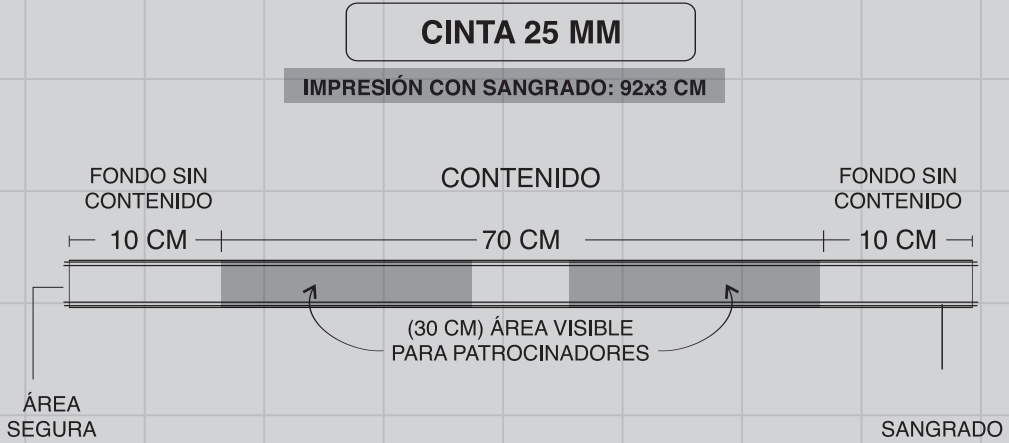 CINTA 25 MM
IMPRESIÓN CON SANGRADO: 92x3 CM
FONDO SIN
CONTENIDO
CONTENIDO
FONDO SIN
CONTENIDO
10 CM
70 CM
10 CM
(30 CM) ÁREA VISIBLE
PARA PATROCINADORES
ÁREA
SEGURA
SANGRADO